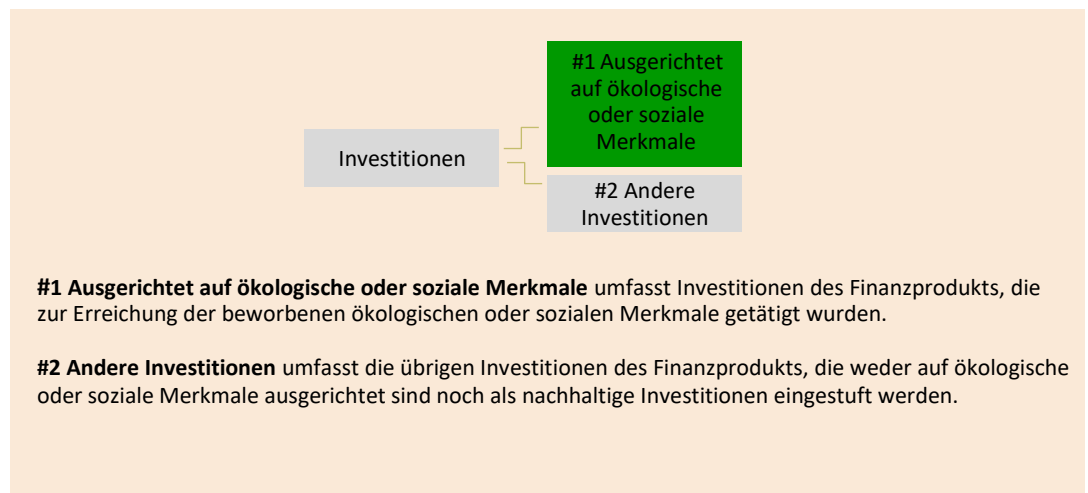 #1 Ausgerichtet
auf ökologische
oder soziale
Merkmale
Investitionen
#2 Andere
Investitionen
#1 Ausgerichtet auf ökologische oder soziale Merkmale umfasst Investitionen des Finanzprodukts, die
zur Erreichung der beworbenen ökologischen oder sozialen Merkmale getätigt wurden.
#2 Andere Investitionen umfasst die übrigen Investitionen des Finanzprodukts, die weder auf ökologische
oder soziale Merkmale ausgerichtet sind noch als nachhaltige Investitionen eingestuft werden.